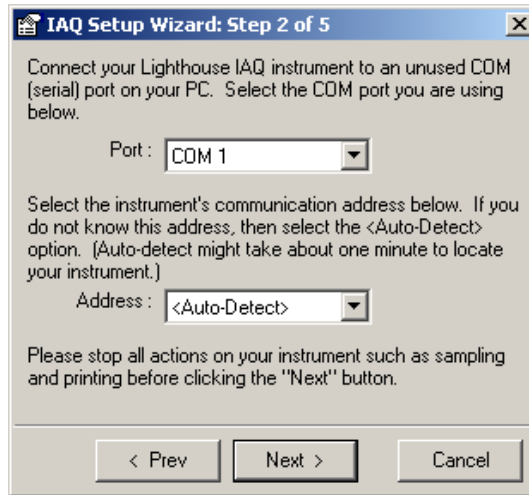 IAQ Setup Wizard: Step 2 of 5
Connect your Lighthouse IAQ instrument to an unused COM
(serial) port on your PC. Select the COM port you are using
below.
Port : COM 1
Select the instrument's communication address below. If you
do not know this address, then select the <Auto-Detect>
option. (Auto-detect might take about one minute to locate
your instrument.)
Address : <Auto-Detect>
Please stop all actions on your instrument such as sampling
and printing before clicking the "Next" button.
< Prev Next > Cancel